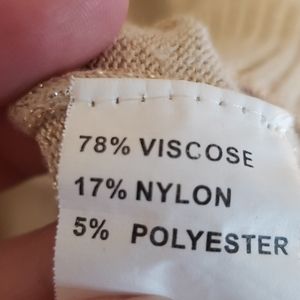 78% VISCOSE
17% NYLON
5% POLYESTER